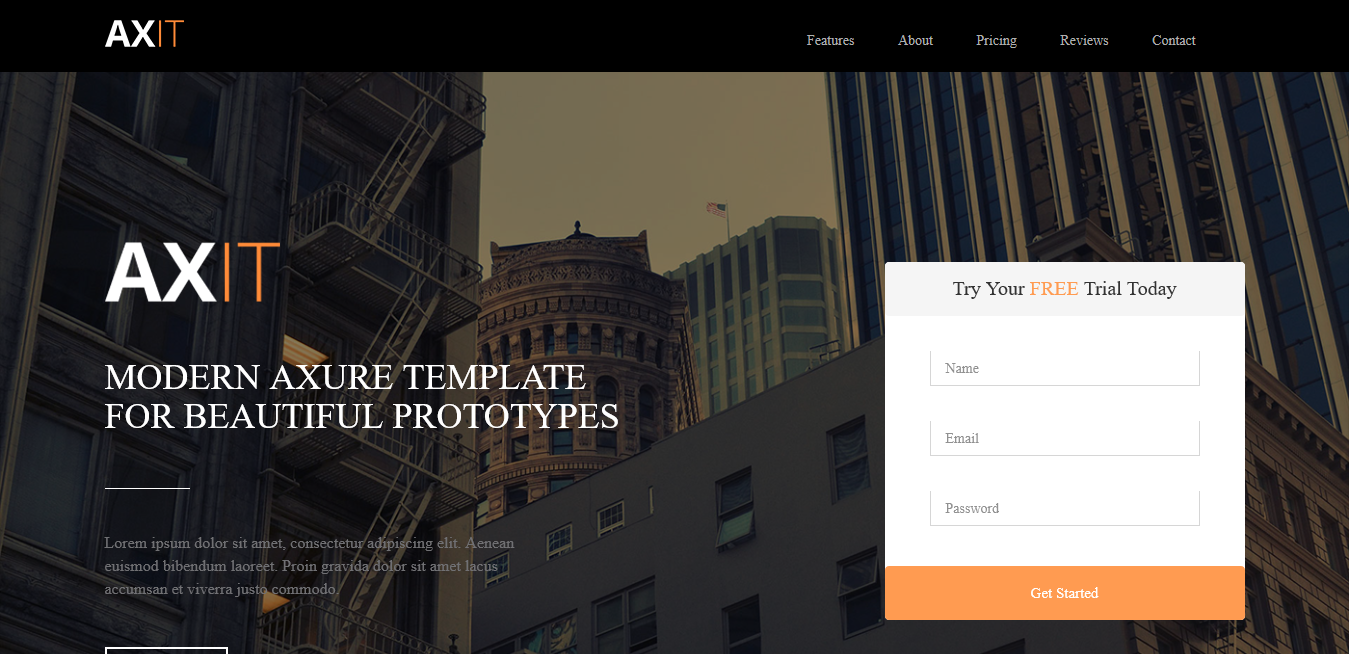 AXIT
Features
About
Pricing
Reviews
Contact
AXIT
MODERN AXURE TEMPLATE
FOR BEAUTIFUL PROTOTYPES
Lorem ipsum dolor sit amet, consectetur adipiscing elit. Aenean
euismod bibendum laoreet. Proin gravida dolor sit amet lacus
accumsan et viverra justo commodo.
Try Your FREE Trial Today
Name
Email
Password
Get Started